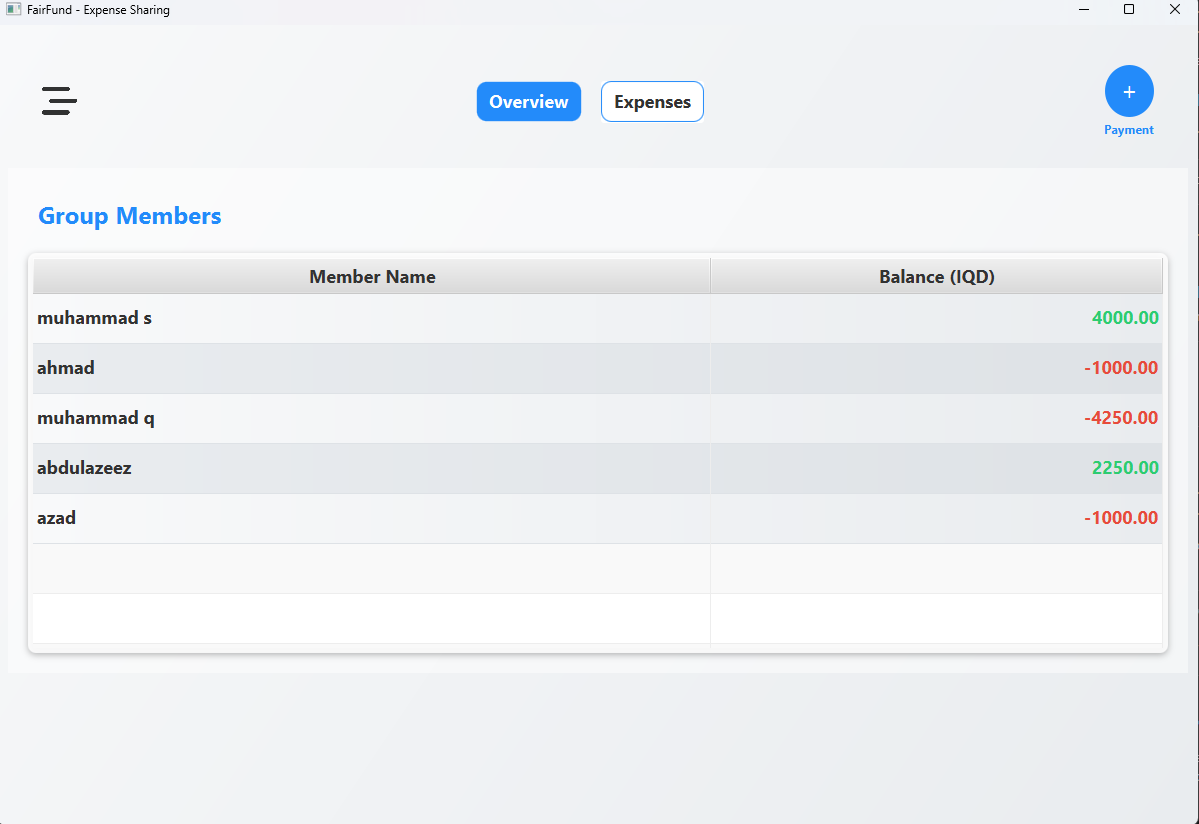 FairFund - Expense Sharing
Overview Expenses
+
Payment
Group Members
Member Name Balance (IQD)
muhammad s 4000.00
ahmad -1000.00
muhammad q -4250.00
abdulazeez 2250.00
azad -1000.00